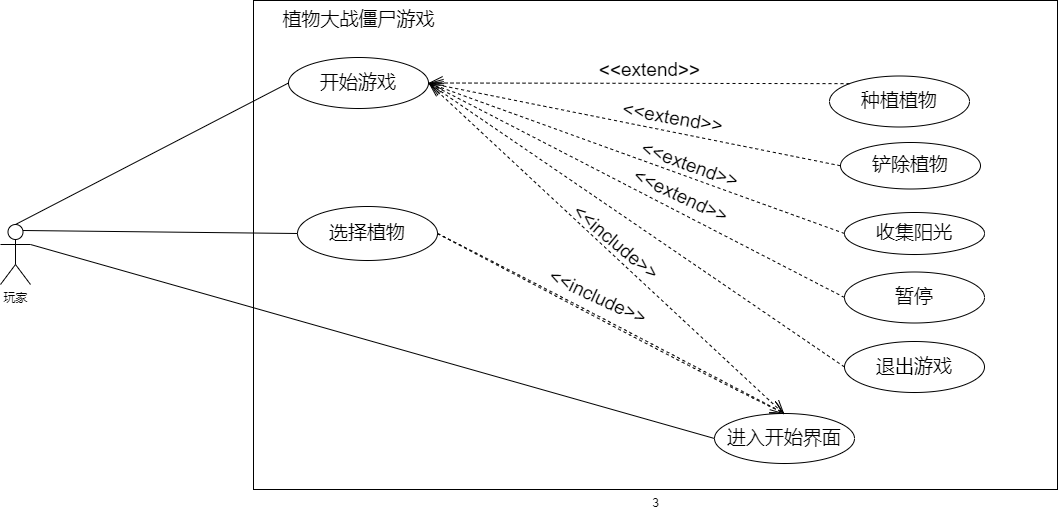 植物大战僵尸游戏
开始游戏
<<extend>>
种植植物
<<extend>>
铲除植物
<<extend>>
<<extend>>
选择植物
收集阳光
<<include>>
玩家
<<include>>
暂停
退出游戏
进入开始界面
3